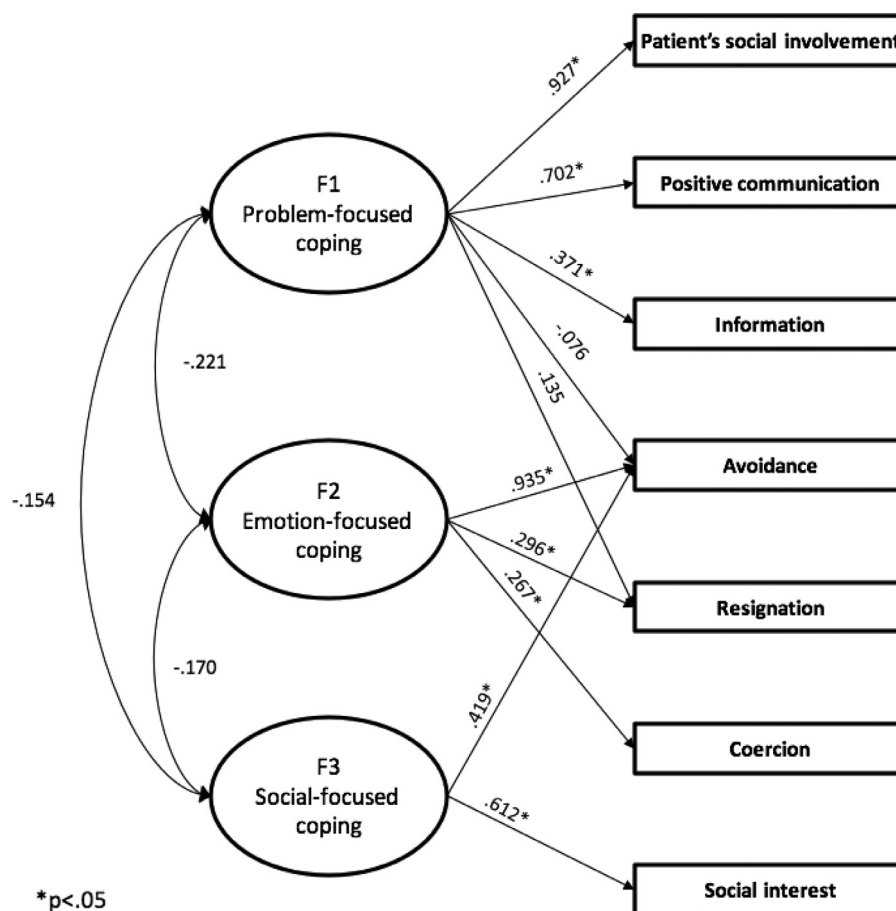 Patient's social involvement
.927*
F1
Problem-focused
coping
.702*
Positive communication
.371*
Information
-.076
.135
-.221
Avoidance
.935*
F2
Emotion-focused
coping
-.154
.296*
.267*
Resignation
-.170
.419*
Coercion
F3
Social-focused
coping
.612*
Social interest
*p<.05